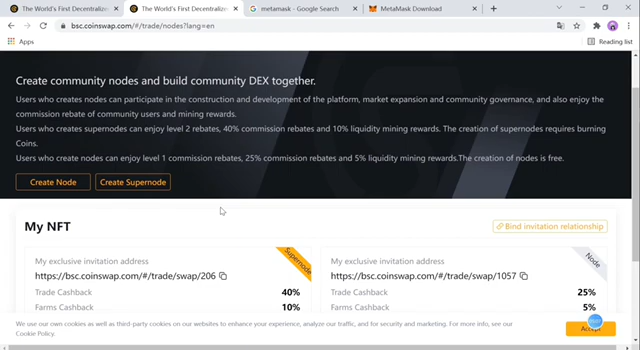 The World's First Decentralize
The World's First Decentralize
metamask - Google Search
MetaMask Download
bsc.coinswap.com/#/trade/nodes?lang=en
Apps
Reading list
Create community nodes and build community DEX together.
Users who creates nodes can participate in the construction and development of the platform, market expansion and community governance, and also enjoy the
commission rebate of community users and mining rewards.
Users who creates supernodes can enjoy level 2 rebates, 40% commission rebates and 10% liquidity mining rewards. The creation of supernodes requires burning
Coins.
Users who create nodes can enjoy level 1 commission rebates, 25% commission rebates and 5% liquidity mining rewards.The creation of nodes is free.
Create Node
Create Supernode
My NFT
Bind invitation relationship
My exclusive invitation address
Supernode
https://bsc.coinswap.com/#/trade/swap/206
Trade Cashback
40%
Farms Cashback
10%
My exclusive invitation address
Node
https://bsc.coinswap.com/#/trade/swap/1057
Trade Cashback
25%
Farms Cashback
5%
We use our own cookies as well as third-party cookies on our websites to enhance your experience, analyze our traffic, and for security and marketing. For more info, see our
Cookie Policy.
Accept